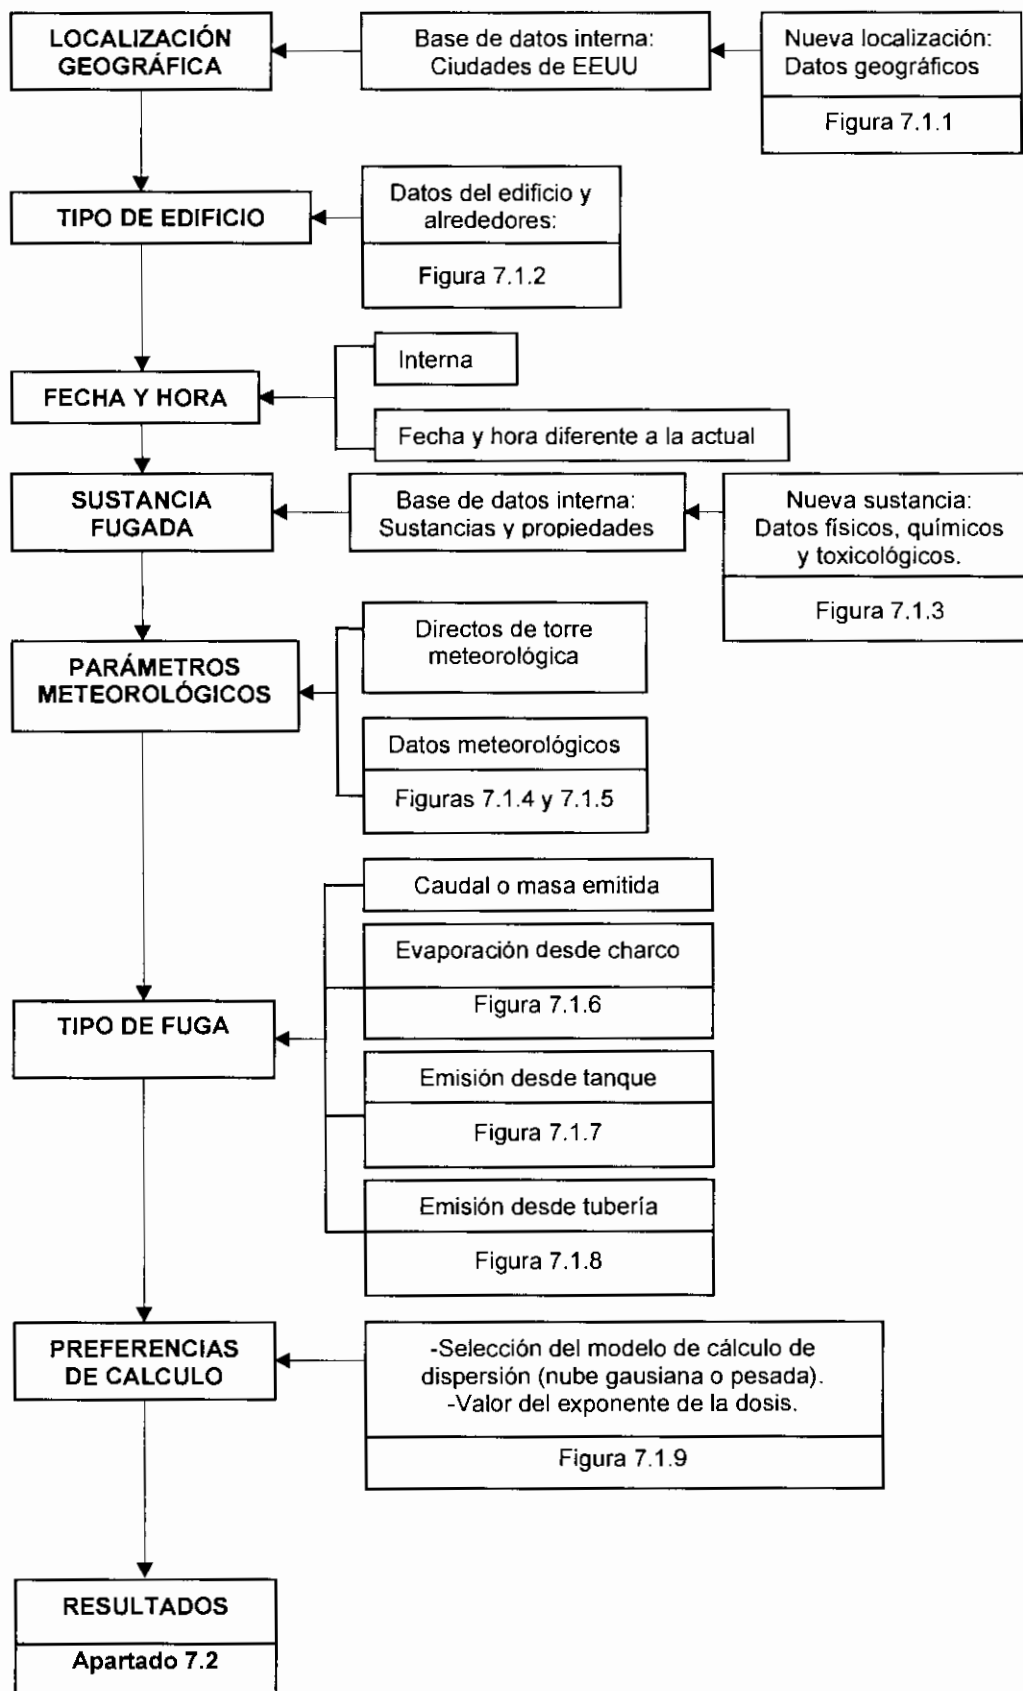 LOCALIZACIÓN
GEOGRÁFICA
Base de datos interna:
Ciudades de EEUU
Nueva localización:
Datos geográficos
Figura 7.1.1
TIPO DE EDIFICIO
Datos del edificio y
alrededores:
Figura 7.1.2
FECHA Y HORA
Interna
Fecha y hora diferente a la actual
SUSTANCIA
FUGADA
Base de datos interna:
Sustancias y propiedades
Nueva sustancia:
Datos físicos, químicos
y toxicológicos.
Figura 7.1.3
PARÁMETROS
METEOROLÓGICOS
Directos de torre
meteorológica
Datos meteorológicos
Figuras 7.1.4 y 7.1.5
TIPO DE FUGA
Caudal o masa emitida
Evaporación desde charco
Figura 7.1.6
Emisión desde tanque
Figura 7.1.7
Emisión desde tubería
Figura 7.1.8
PREFERENCIAS
DE CALCULO
-Selección del modelo de cálculo de
dispersión (nube gausiana o pesada).
-Valor del exponente de la dosis.
Figura 7.1.9
RESULTADOS
Apartado 7.2